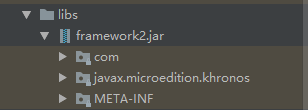 libs
framework2.jar
com
javax.microedition.khronos
META-INF